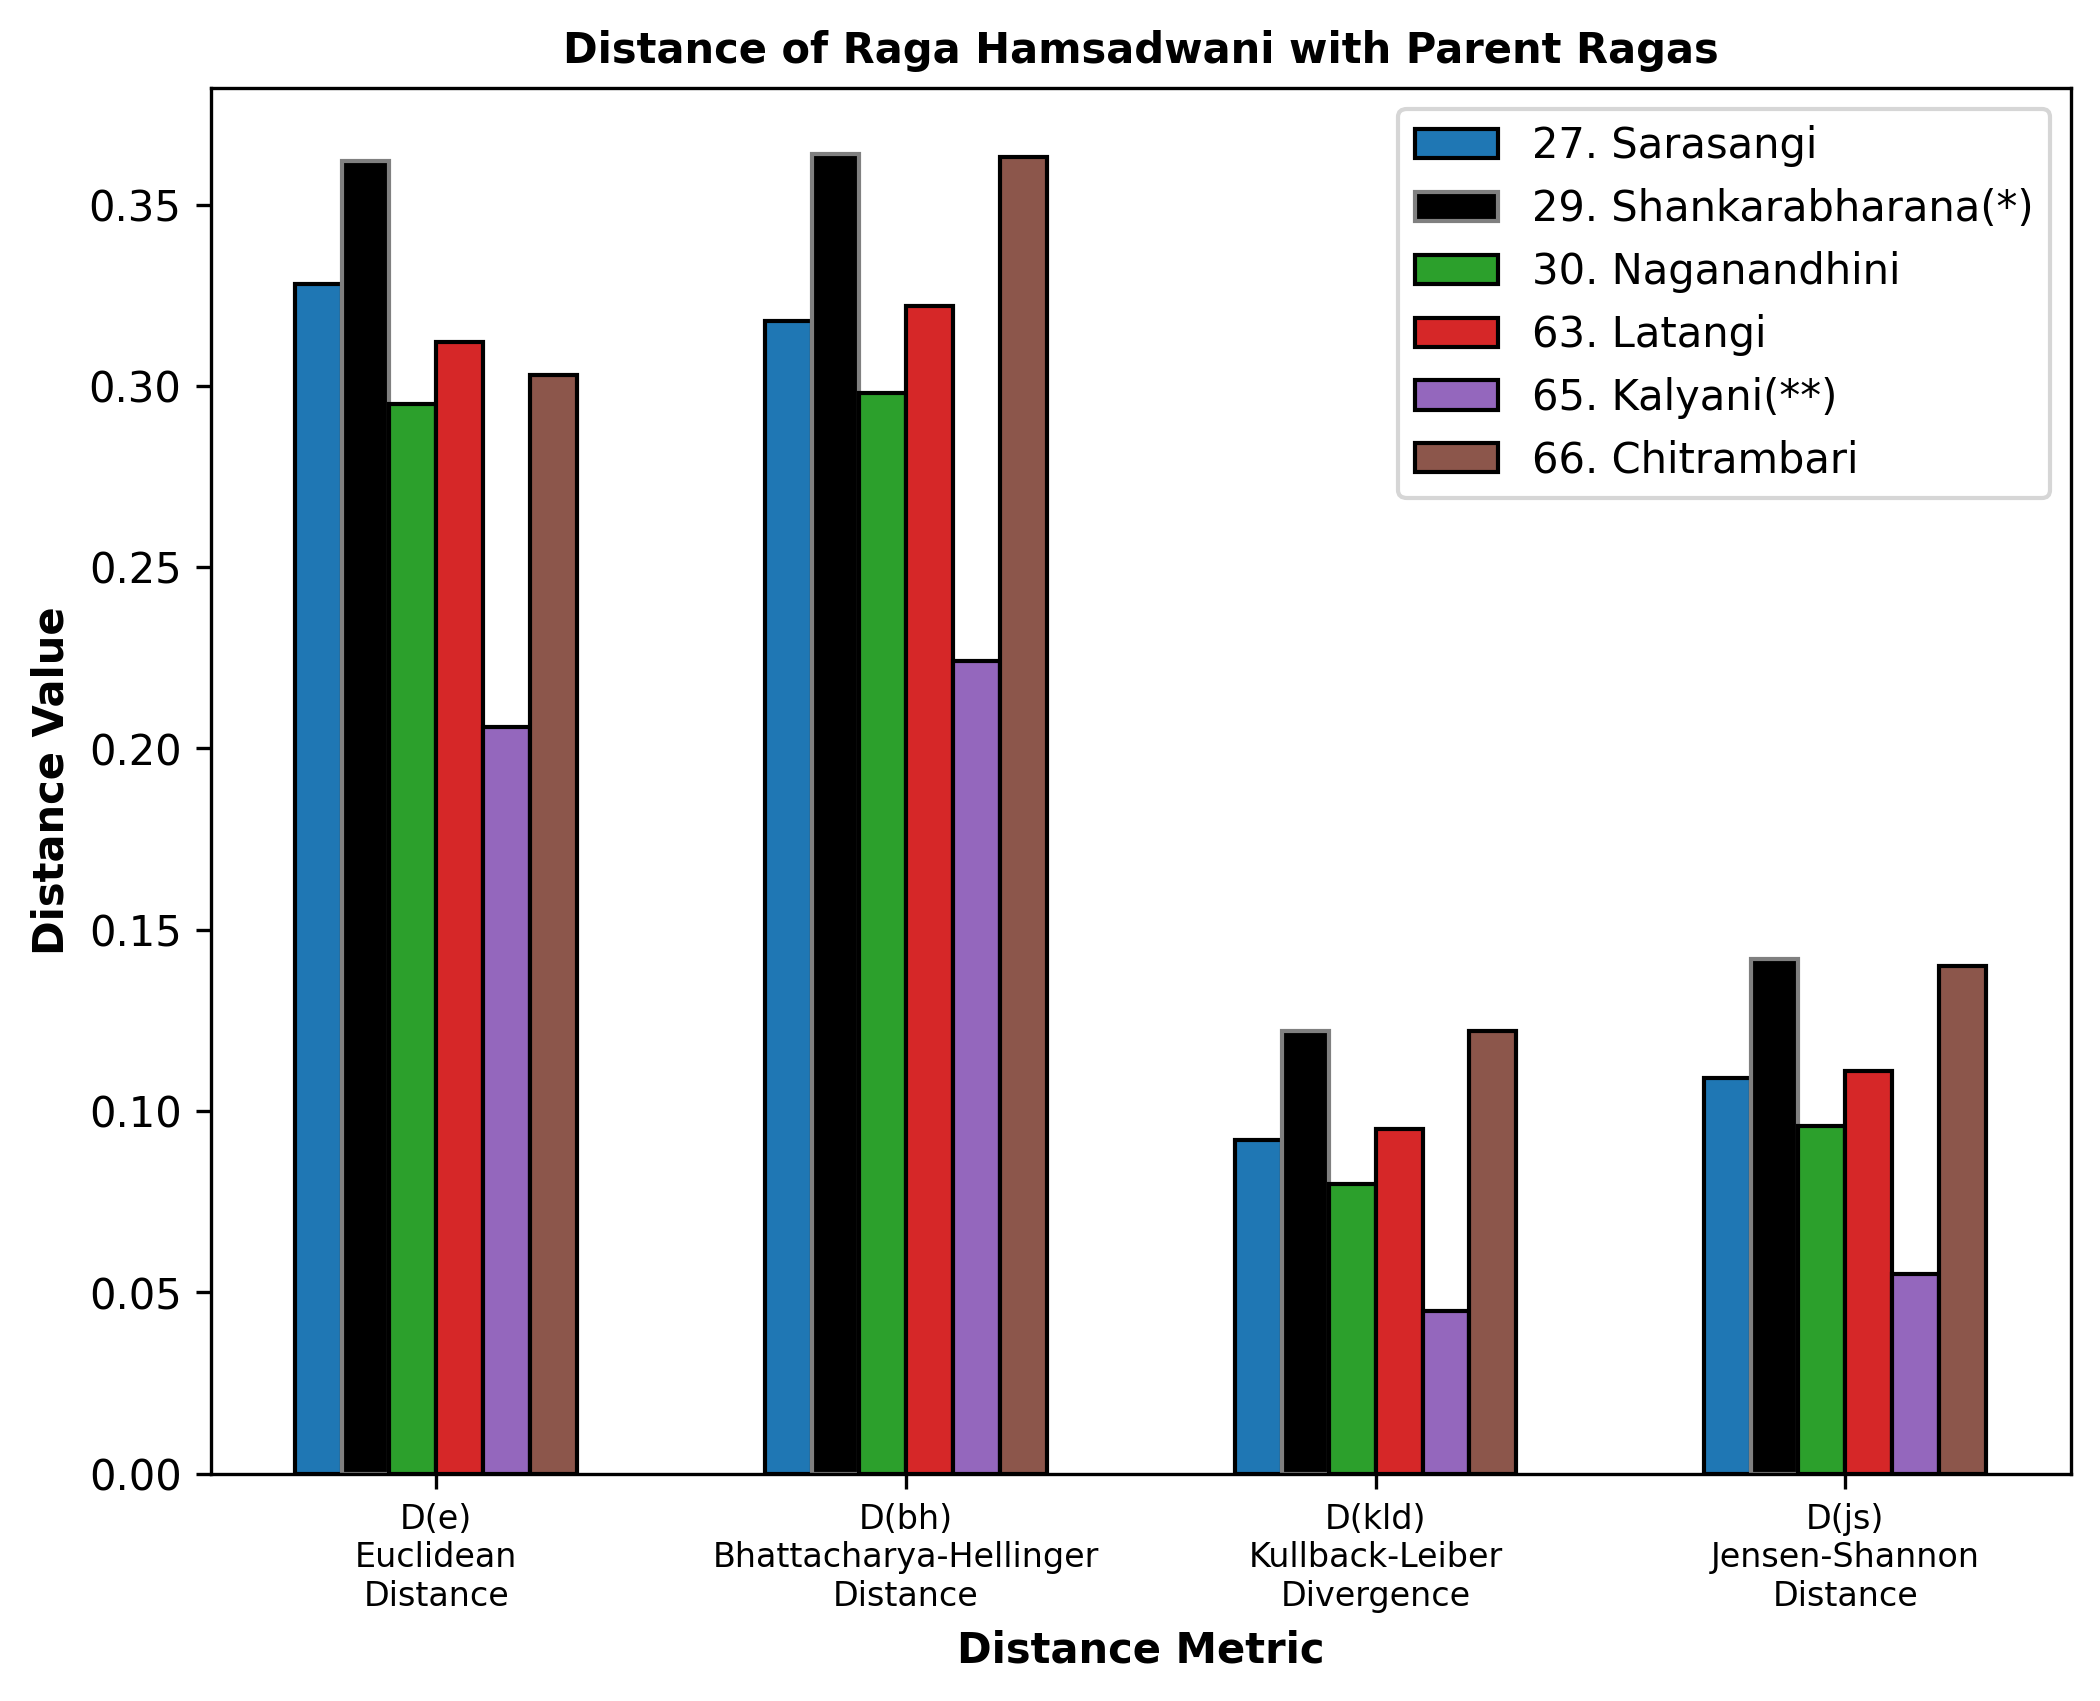 Distance of Raga Hamsadwani with Parent Ragas
27. Sarasangi
29. Shankarabharana(*)
30. Naganandhini
63. Latangi
65. Kalyani(**)
66. Chitrambari
Distance Value
0.35
0.30
0.25
0.20
0.15
0.10
0.05
0.00
D(e)
Euclidean
Distance
D(bh)
Bhattacharya-Hellinger
Distance
D(kld)
Kullback-Leiber
Divergence
D(js)
Jensen-Shannon
Distance
Distance Metric